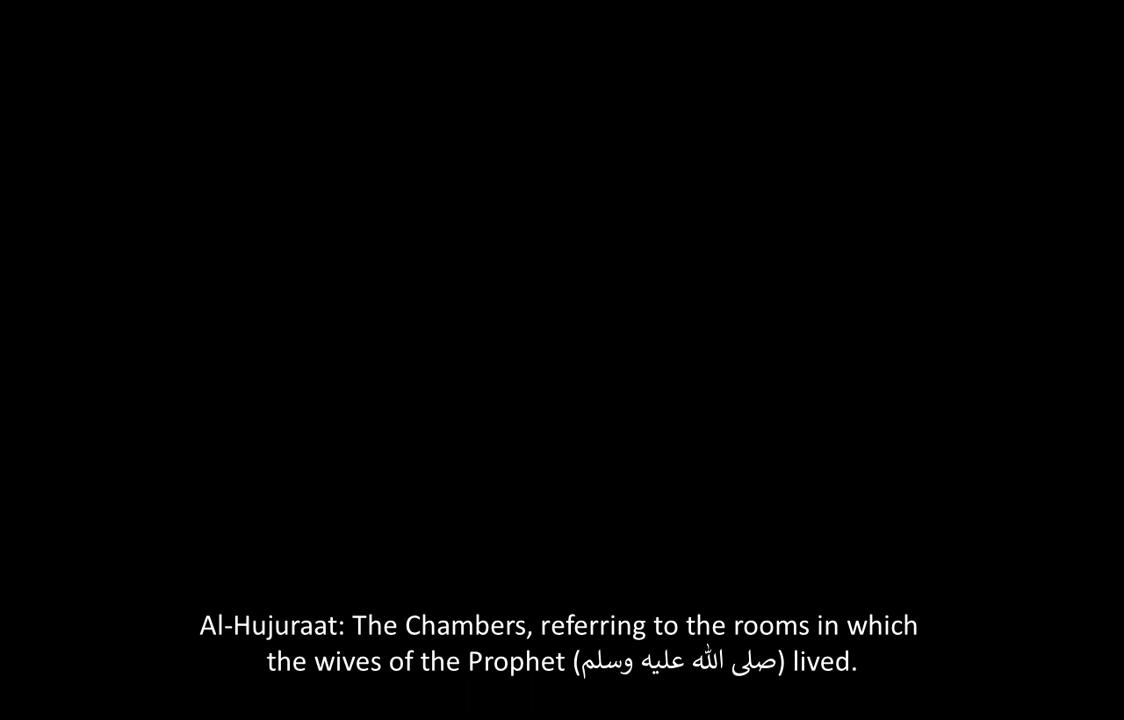 Al-Hujuraat: The Chambers, referring to the rooms in which
the wives of the Prophet (صلى الله عليه وسلم) lived.